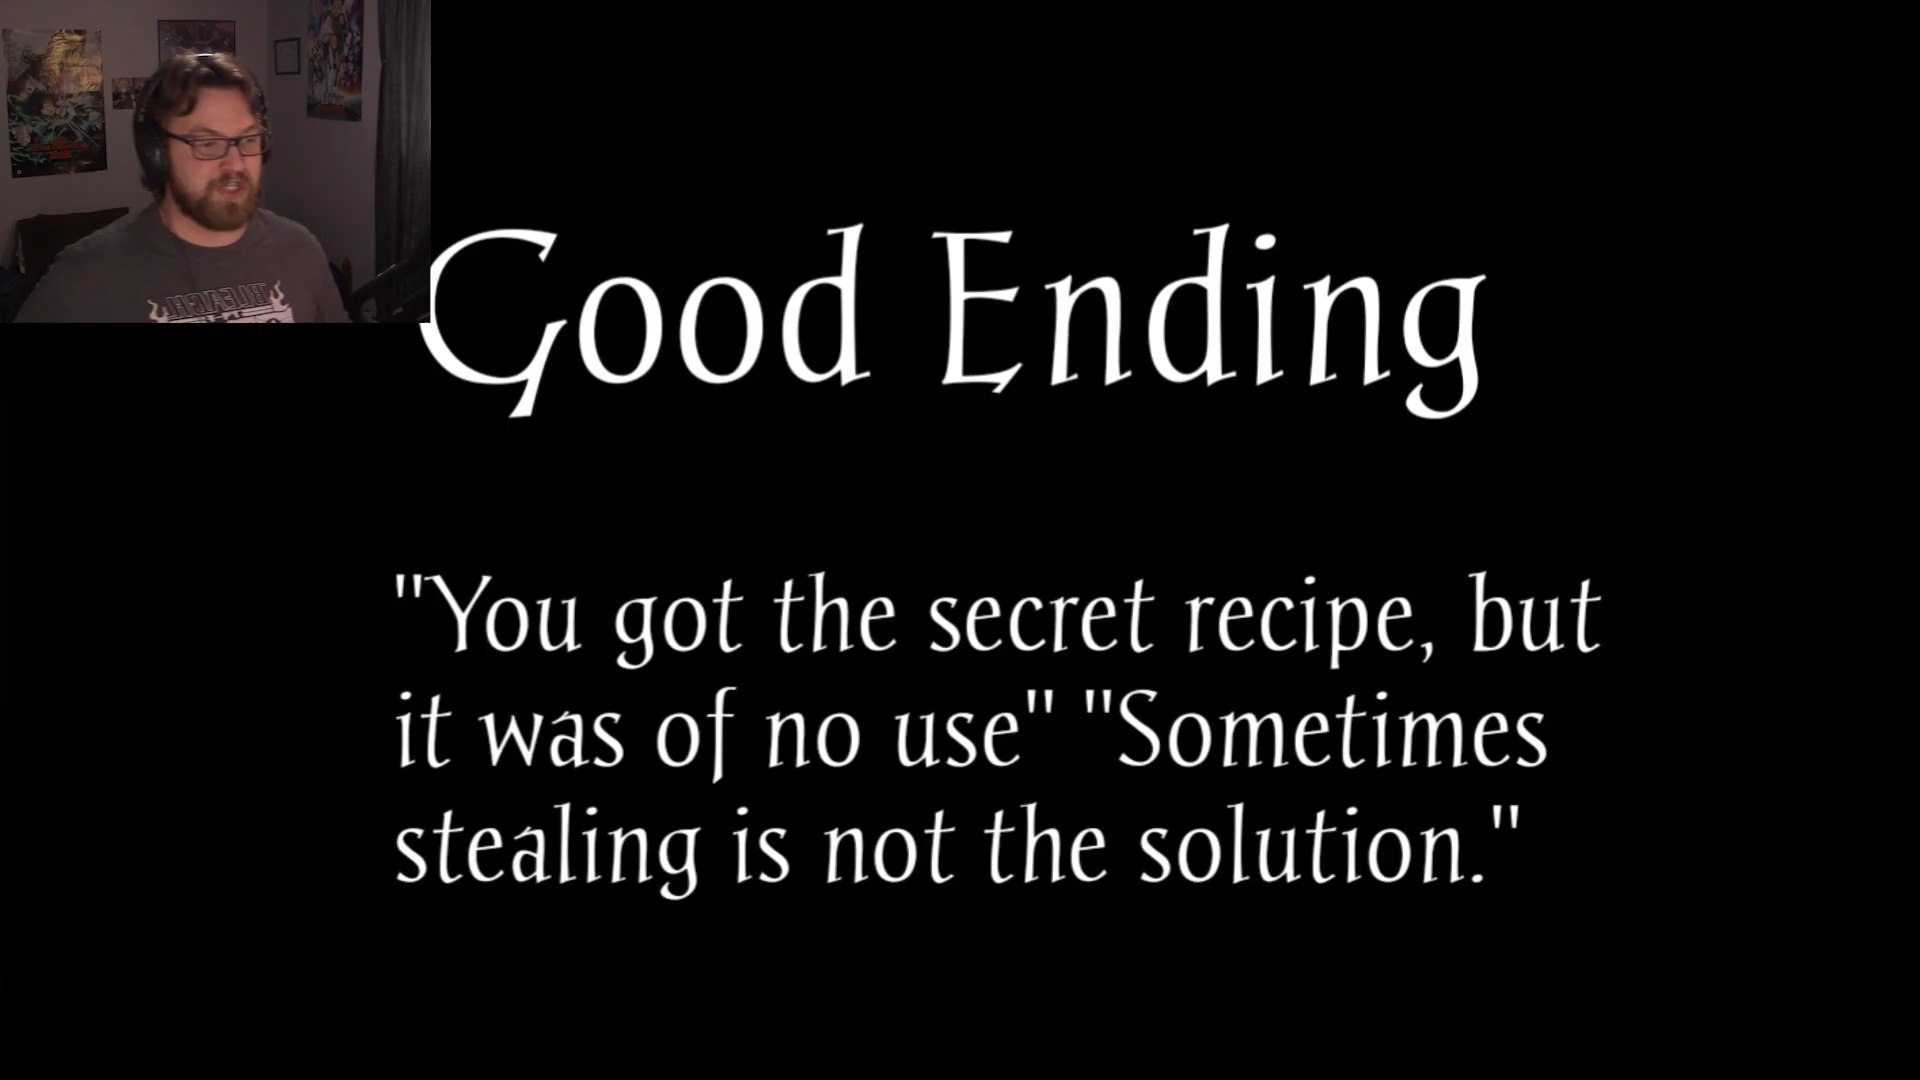 Good Ending
"You got the secret recipe, but
it was of no use" "Sometimes
stealing is not the solution."
BLEACH